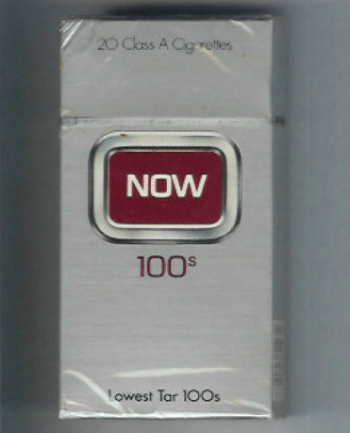 20 Class A Cigarettes
NOW
100s
Lowest Tar 100s